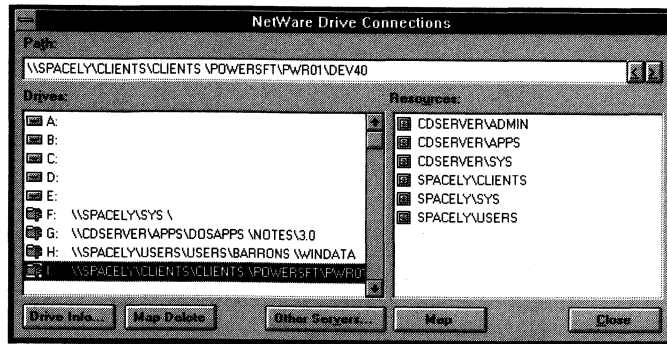 NetWare Drive Connections
Path:
\\SPACELY\CLIENTS\CLIENTS \POWERSFT\PWR01\DEV40
Drives:
Resources:
A:
B:
C:
D:
E:
F: \\SPACELY\SYS \
G: \\CDSERVER\APPS\DOSAPPS \NOTES\3.0
H: \\SPACELY\USERS\USERS\BARRONS \WINDATA
I: \\SPACELY\CLIENTS\CLIENTS \POWERSFT\PWR01
CDSERVER\ADMIN
CDSERVER\APPS
CDSERVER\SYS
SPACELY\CLIENTS
SPACELY\SYS
SPACELY\USERS
Drive Info... Map Delete Other Servers... Map Close